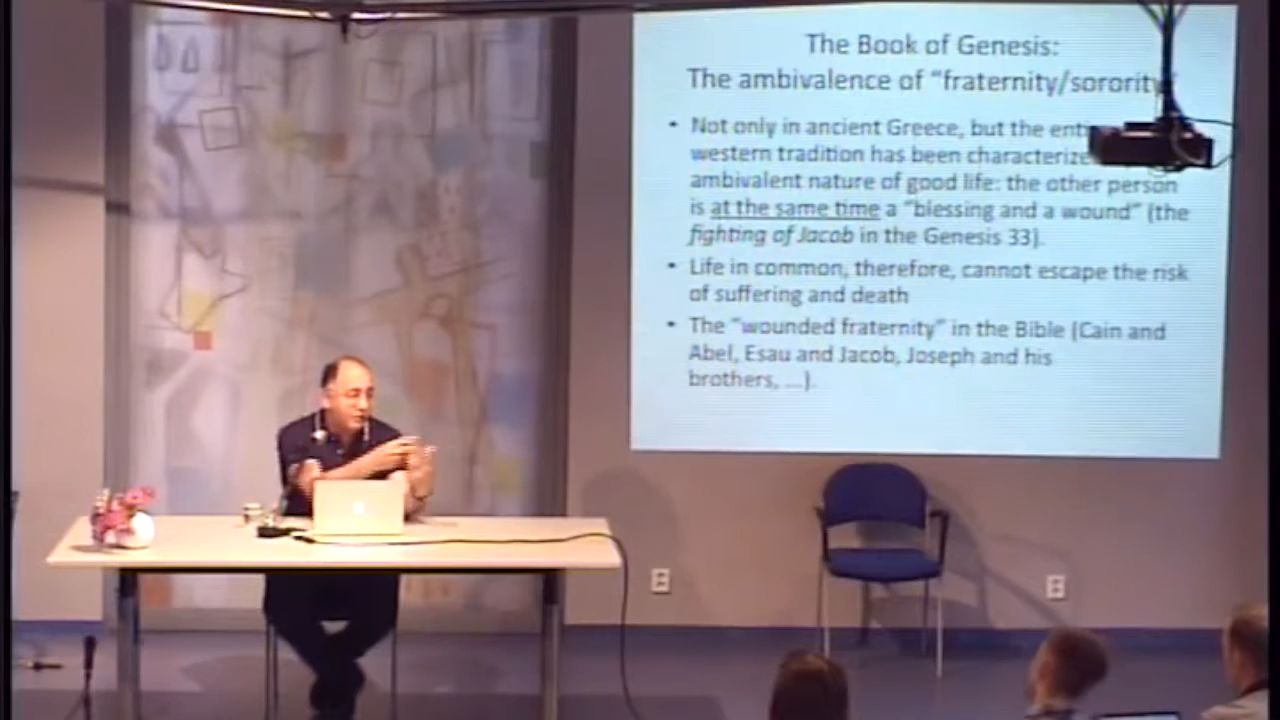 The Book of Genesis:
The ambivalence of “fraternity/sorority
• Not only in ancient Greece, but the
western tradition has been
ambivalent nature of good life: the other person
is at the same time a “blessing and a wound” (the
fighting of Jacob in the Genesis 33).
• Life in common, therefore, cannot escape the risk
of suffering and death
• The “wounded fraternity” in the Bible (Cain and
Abel, Esau and Jacob, Joseph and his
brothers, ...).